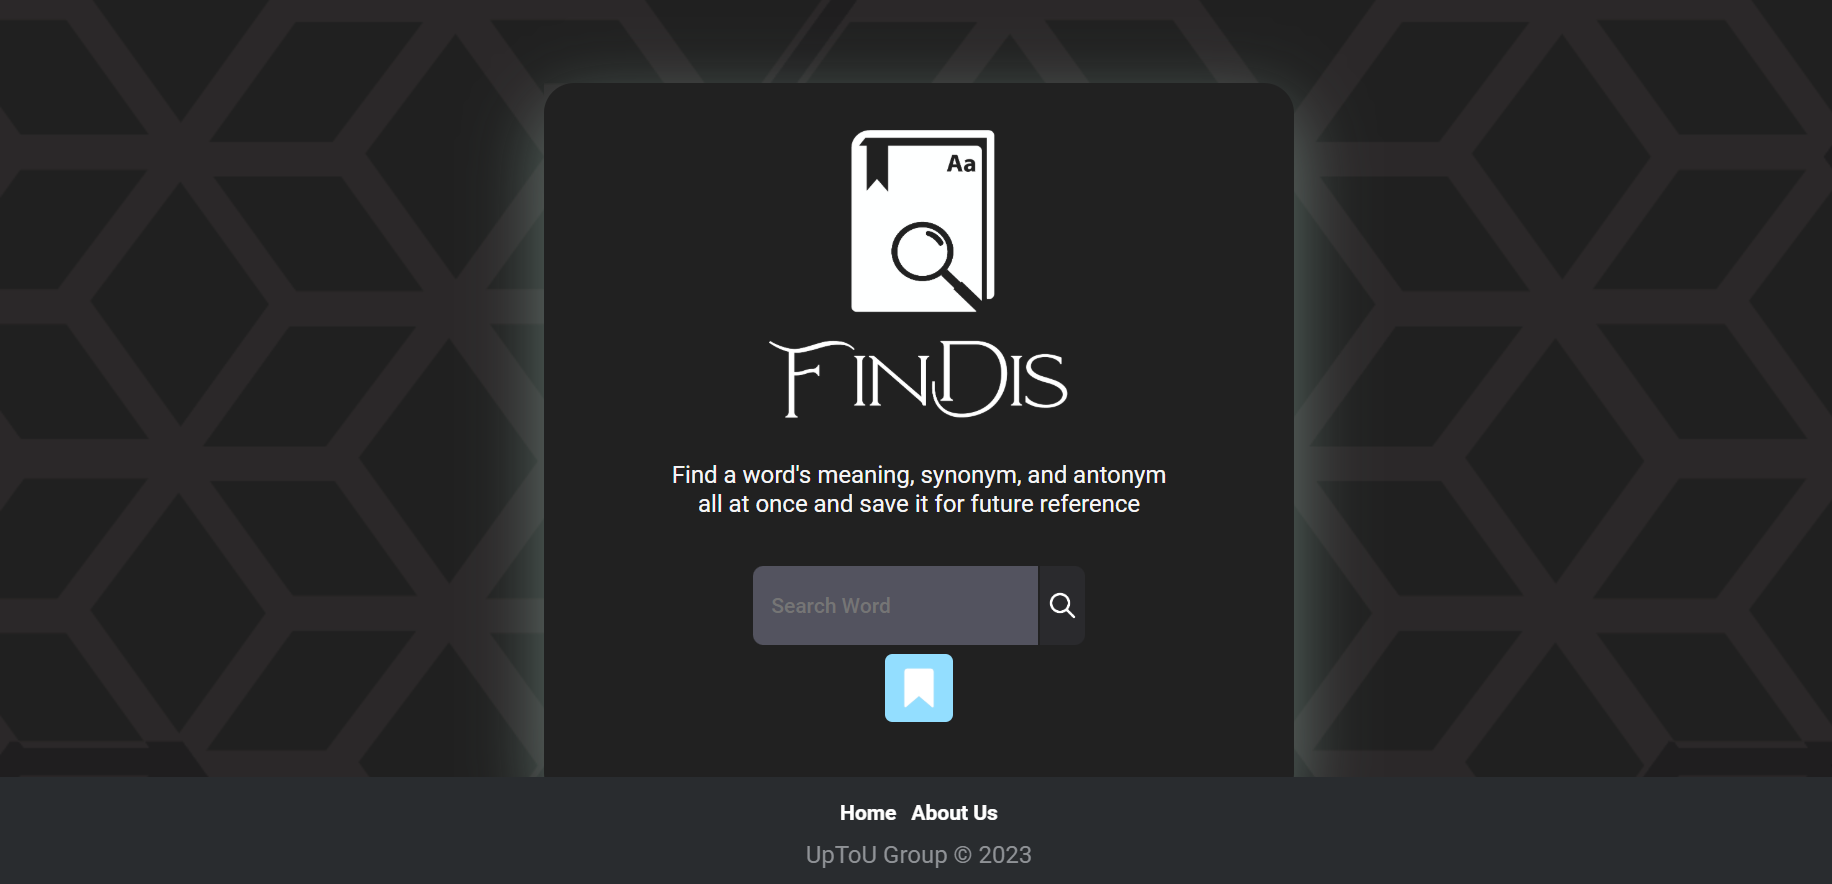 Aa
FinDis
Find a word's meaning, synonym, and antonym
all at once and save it for future reference
Search Word
Home About Us
UpToU Group © 2023